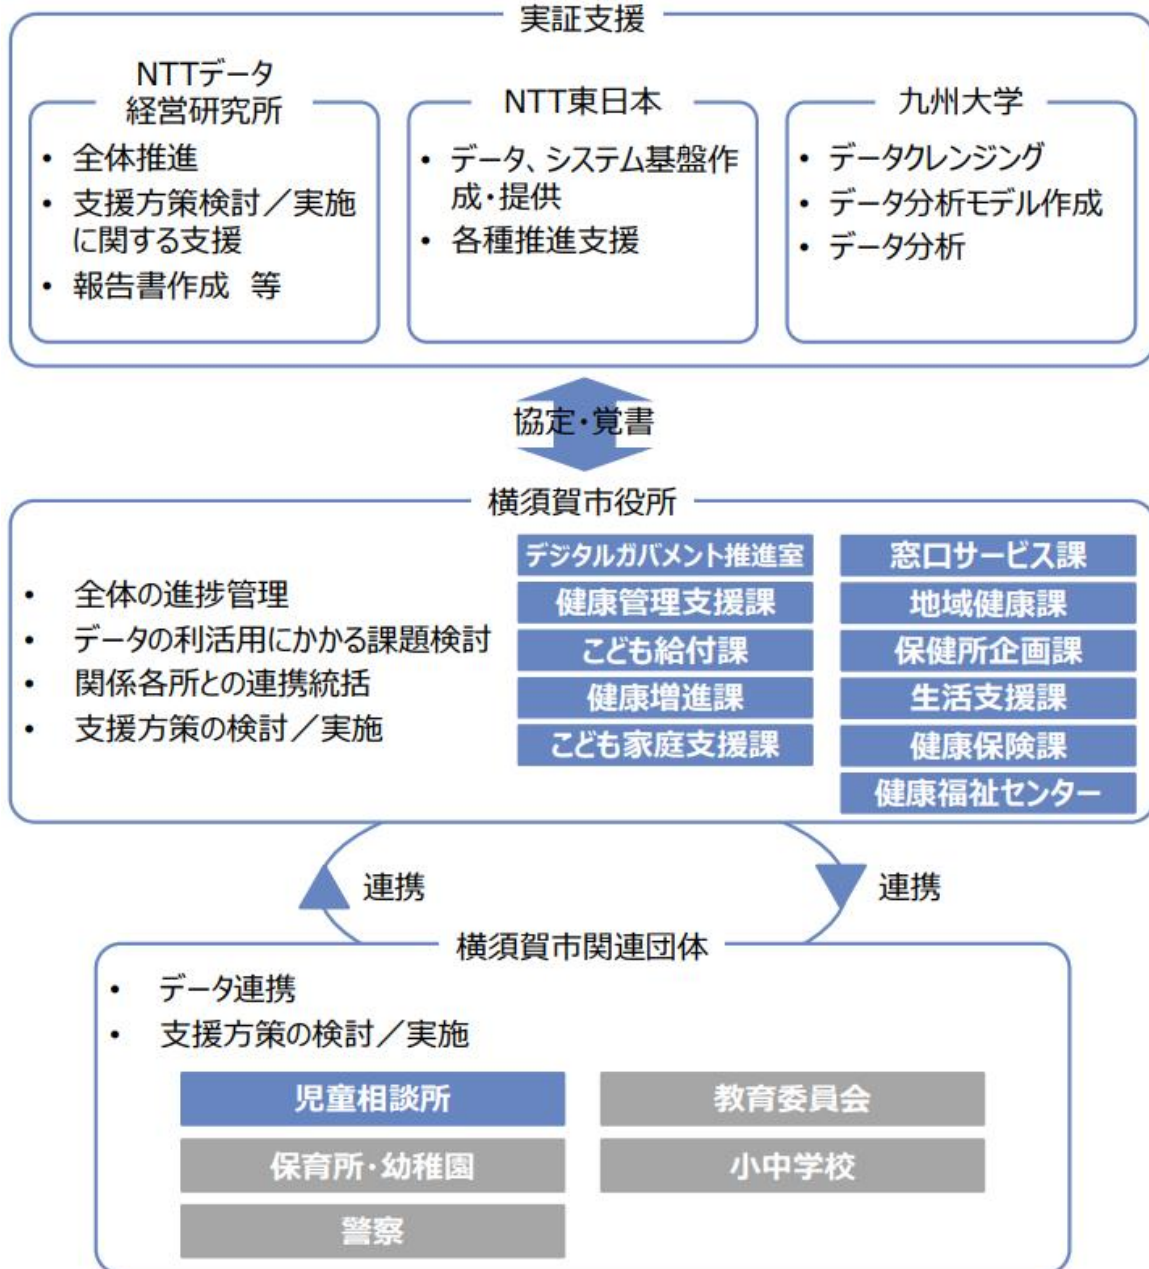 実証支援
NTTデータ
経営研究所
• 全体推進
• 支援方策検討／実施
に関する支援
• 報告書作成　等
NTT東日本
• データ、システム基盤作
成・提供
• 各種推進支援
九州大学
• データクレンジング
• データ分析モデル作成
• データ分析
協定・覚書
横須賀市役所
• 全体の進捗管理
• データの利活用にかかる課題検討
• 関係各所との連携統括
• 支援方策の検討／実施
デジタルガバメント推進室
健康管理支援課
こども給付課
健康増進課
こども家庭支援課
窓口サービス課
地域健康課
保健所企画課
生活支援課
健康保険課
健康福祉センター
連携
連携
横須賀市関連団体
• データ連携
• 支援方策の検討／実施
児童相談所
教育委員会
保育所・幼稚園
小中学校
警察